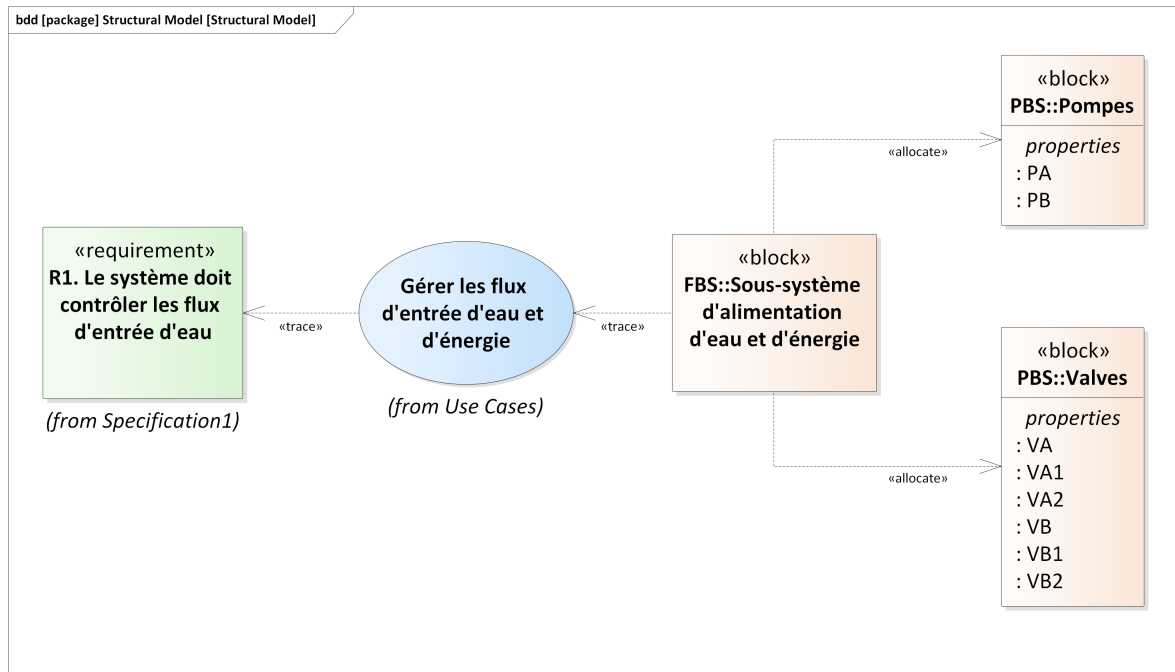 bdd [package] Structural Model [Structural Model]
«requirement»
R1. Le système doit
contrôler les flux
d'entrée d'eau
(from Specification1)
«trace»
Gérer les flux
d'entrée d'eau et
d'énergie
(from Use Cases)
«trace»
«block»
FBS::Sous-système
d'alimentation
d'eau et d'énergie
«allocate»
«allocate»
«block»
PBS::Pompes
properties
: PA
: PB
«block»
PBS::Valves
properties
: VA
: VA1
: VA2
: VB
: VB1
: VB2